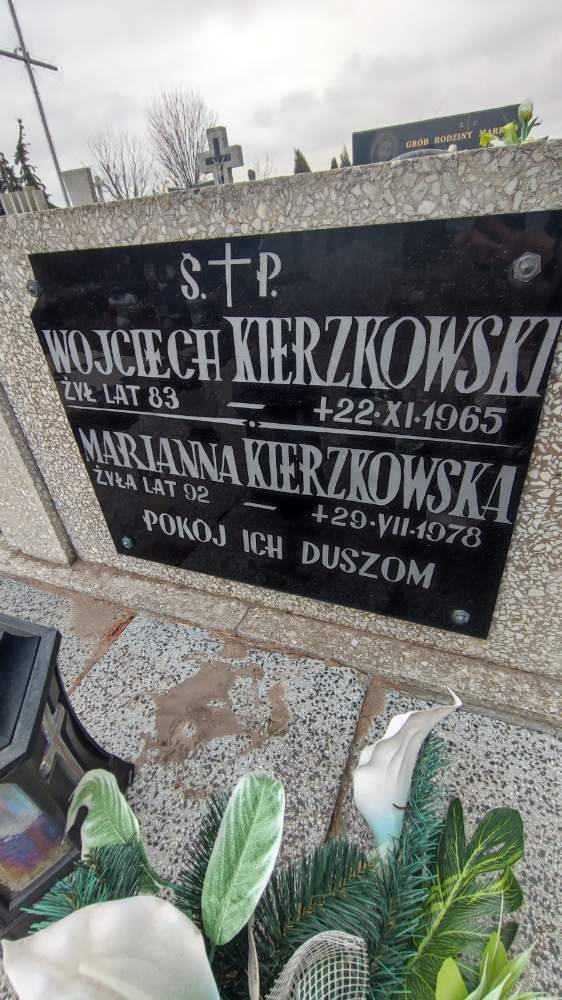 GRÓB RODZINY
Ś. P.
WOJCIECH KIERZKOWSKI
ŻYŁ LAT 83 — +22·XI·1965
MARJANNA KIERZKOWSKA
ŻYŁA LAT 92 — +29·VII·1978
POKÓJ ICH DUSZOM